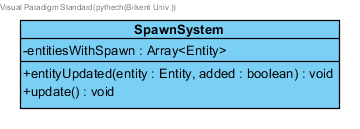 Visual Paradigm Standard(pythech(Bilkent Univ.))
SpawnSystem
-entitiesWithSpawn : Array<Entity>
+entityUpdated(entity : Entity, added : boolean) : void
+update() : void